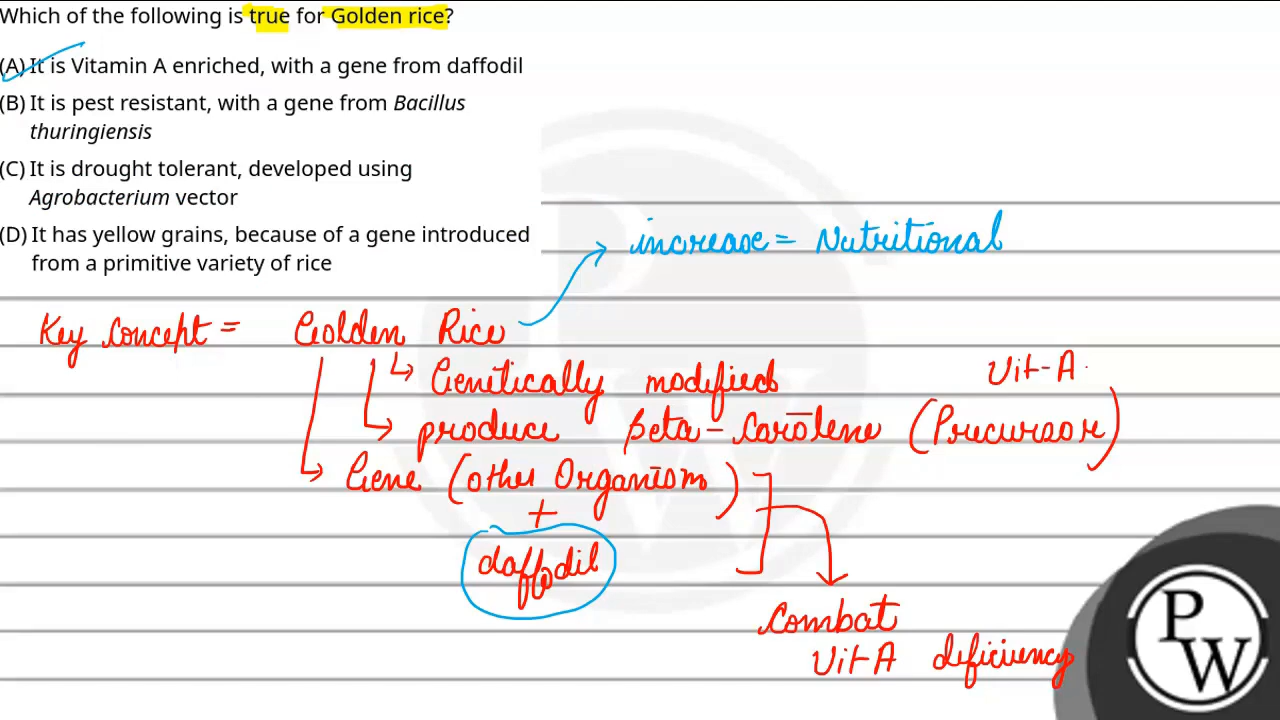 Which of the following is true for Golden rice?
(A) It is Vitamin A enriched, with a gene from daffodil
(B) It is pest resistant, with a gene from Bacillus
thuringiensis
(C) It is drought tolerant, developed using
Agrobacterium vector
(D) It has yellow grains, because of a gene introduced
from a primitive variety of rice
increase = Nutritional
Key Concept = Golden Rice
Genetically modified
Vit-A
produce Beta-Carotene (Precursor)
Gene (other Organism)
+
daffodil
Combat
Vit-A deficiency
PW
PW